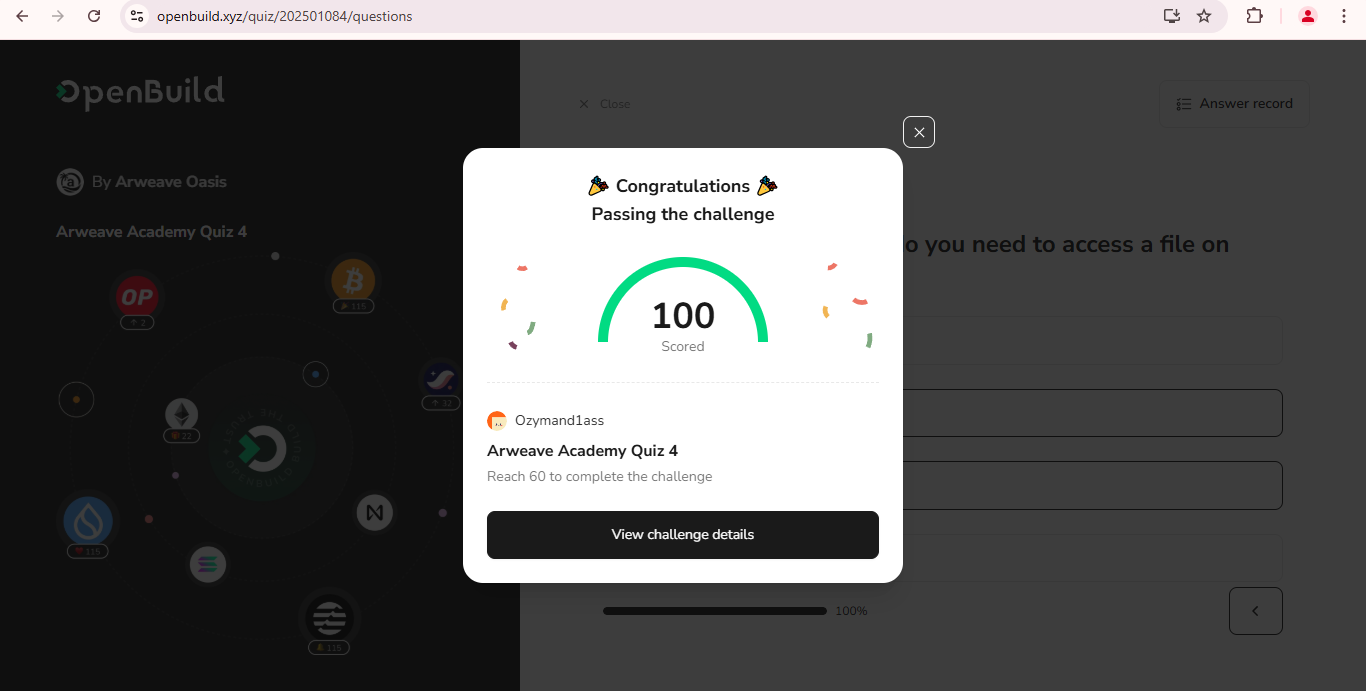 openbuild.xyz/quiz/202501084/questions
OpenBuild
Close
Answer record
By Arweave Oasis
Arweave Academy Quiz 4
Congratulations
Passing the challenge
o you need to access a file on
OP
2
115
100
Scored
32
22
Ozymand1ass
Arweave Academy Quiz 4
Reach 60 to complete the challenge
115
View challenge details
100%
115